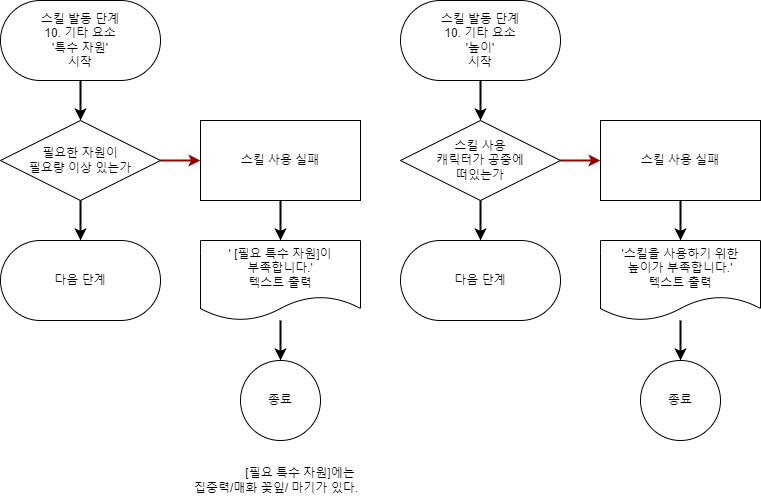 스킬 발동 단계
10. 기타 요소
'특수 자원'
시작
필요한 자원이
필요량 이상 있는가
스킬 사용 실패
다음 단계
' [필요 특수 자원]이
부족합니다.'
텍스트 출력
종료
[필요 특수 자원]에는
집중력/매화 꽃잎/ 마기가 있다.
스킬 발동 단계
10. 기타 요소
'높이'
시작
스킬 사용
캐릭터가 공중에
떠있는가
스킬 사용 실패
다음 단계
'스킬을 사용하기 위한
높이가 부족합니다.'
텍스트 출력
종료